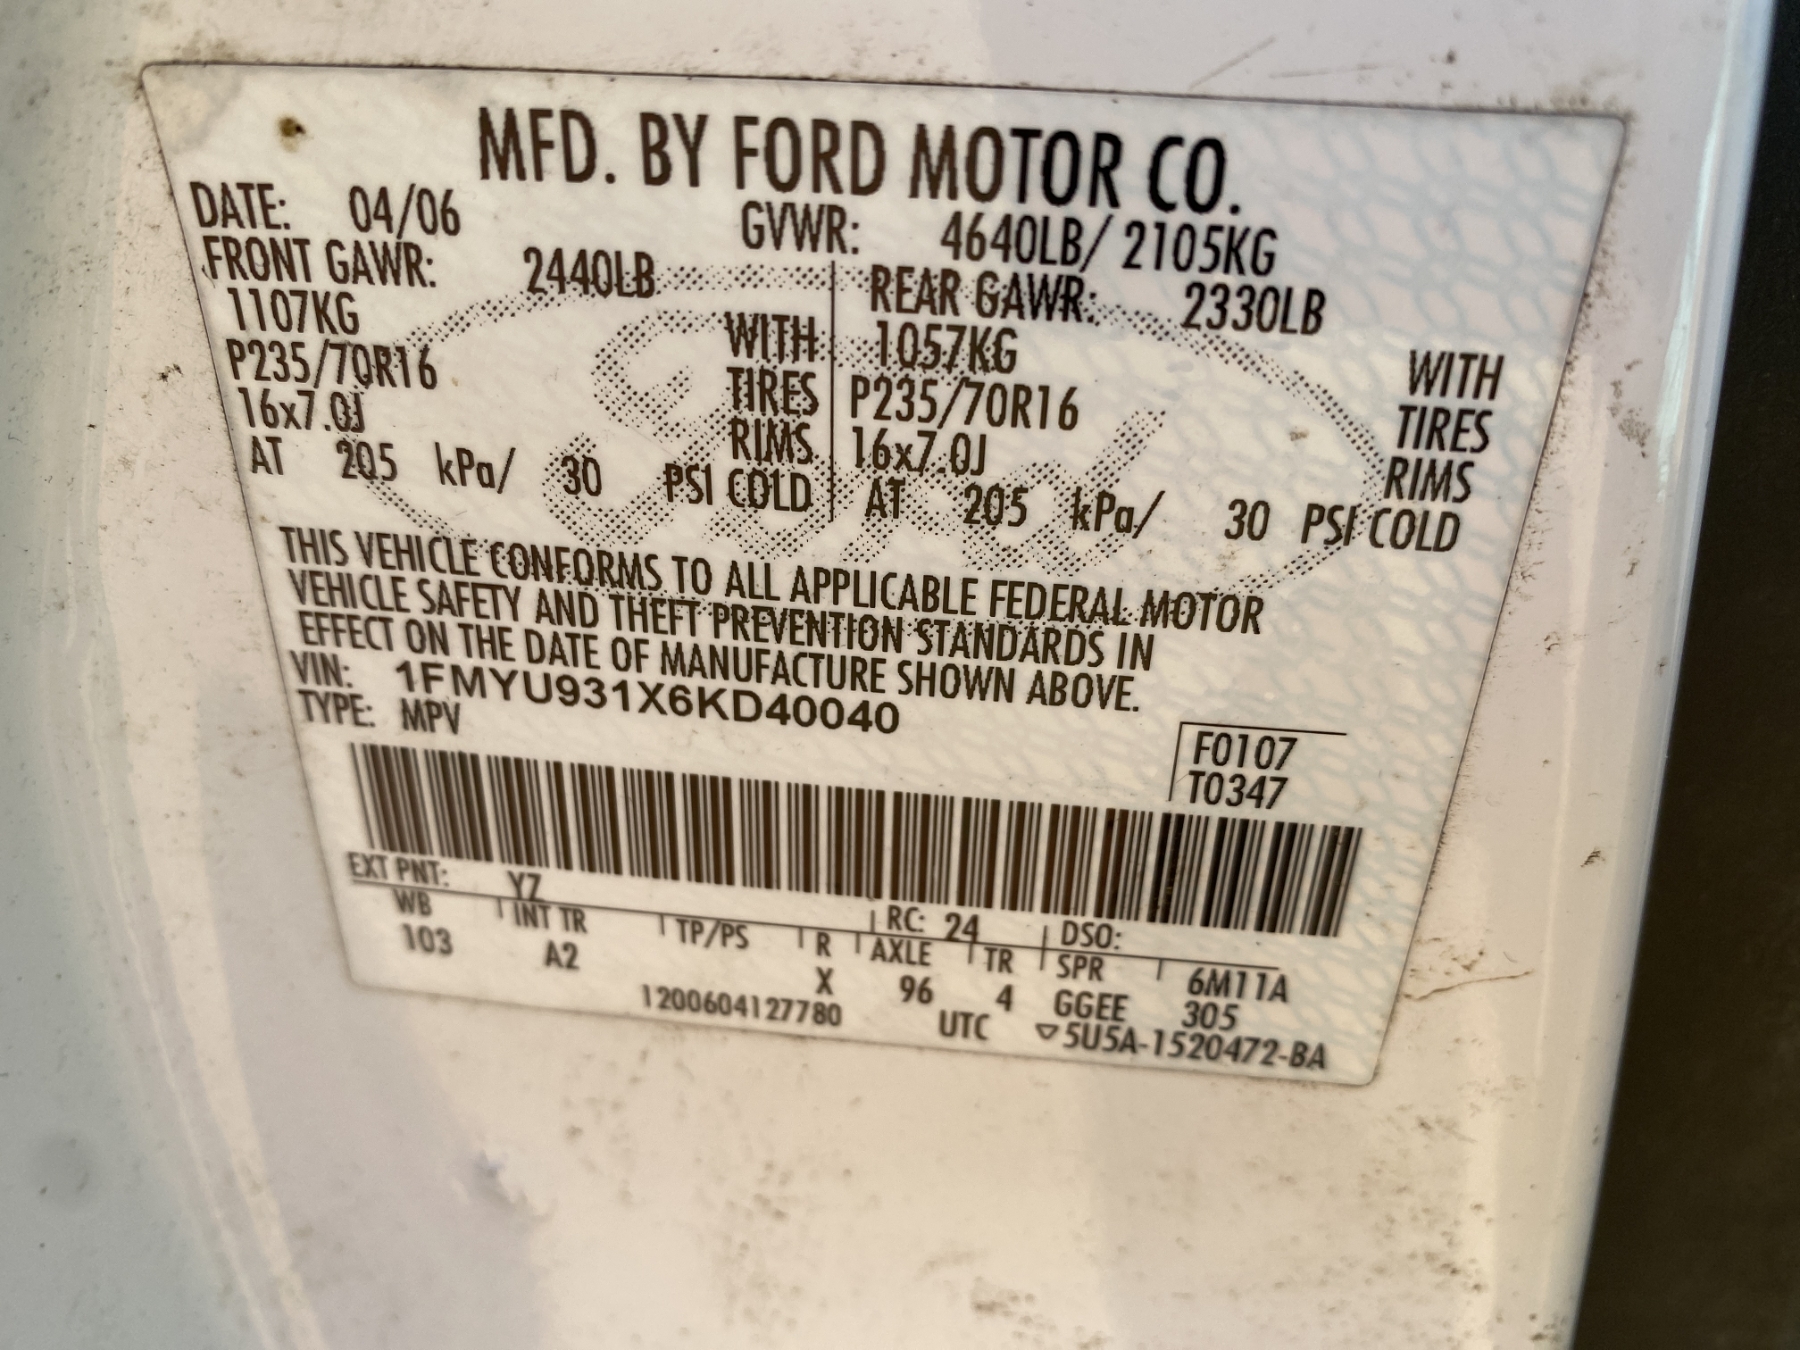 MFD. BY FORD MOTOR CO.
DATE: 04/06 GVWR: 4640LB/ 2105KG
FRONT GAWR: 2440LB REAR GAWR: 2330LB
1107KG WITH 1057KG WITH
P235/70R16 TIRES P235/70R16 TIRES
16x7.0J RIMS 16x7.0J RIMS
AT 205 kPa/ 30 PSI COLD AT 205 kPa/ 30 PSI COLD
THIS VEHICLE CONFORMS TO ALL APPLICABLE FEDERAL MOTOR
VEHICLE SAFETY AND THEFT PREVENTION STANDARDS IN
EFFECT ON THE DATE OF MANUFACTURE SHOWN ABOVE.
VIN: 1FMYU931X6KD40040
TYPE: MPV
F0107
T0347
EXT PNT: YZ RC: 24 DSO:
WB INT TR TP/PS R AXLE TR SPR 6M11A
103 A2 X 96 4 GGEE 305
1200604127780 UTC ▽5U5A-1520472-BA